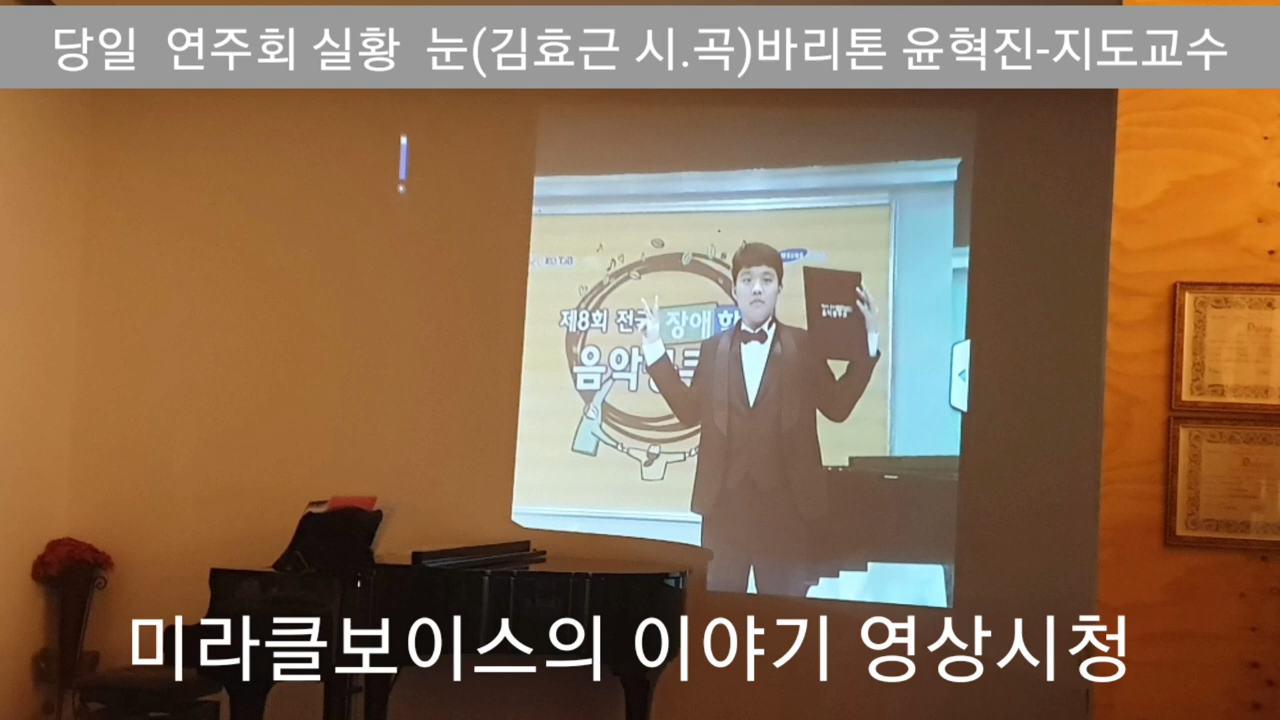 당일 연주회 실황 눈(김효근 시.곡)바리톤 윤혁진-지도교수
제8회 전국 장애
음악
미라클보이스의 이야기 영상시청